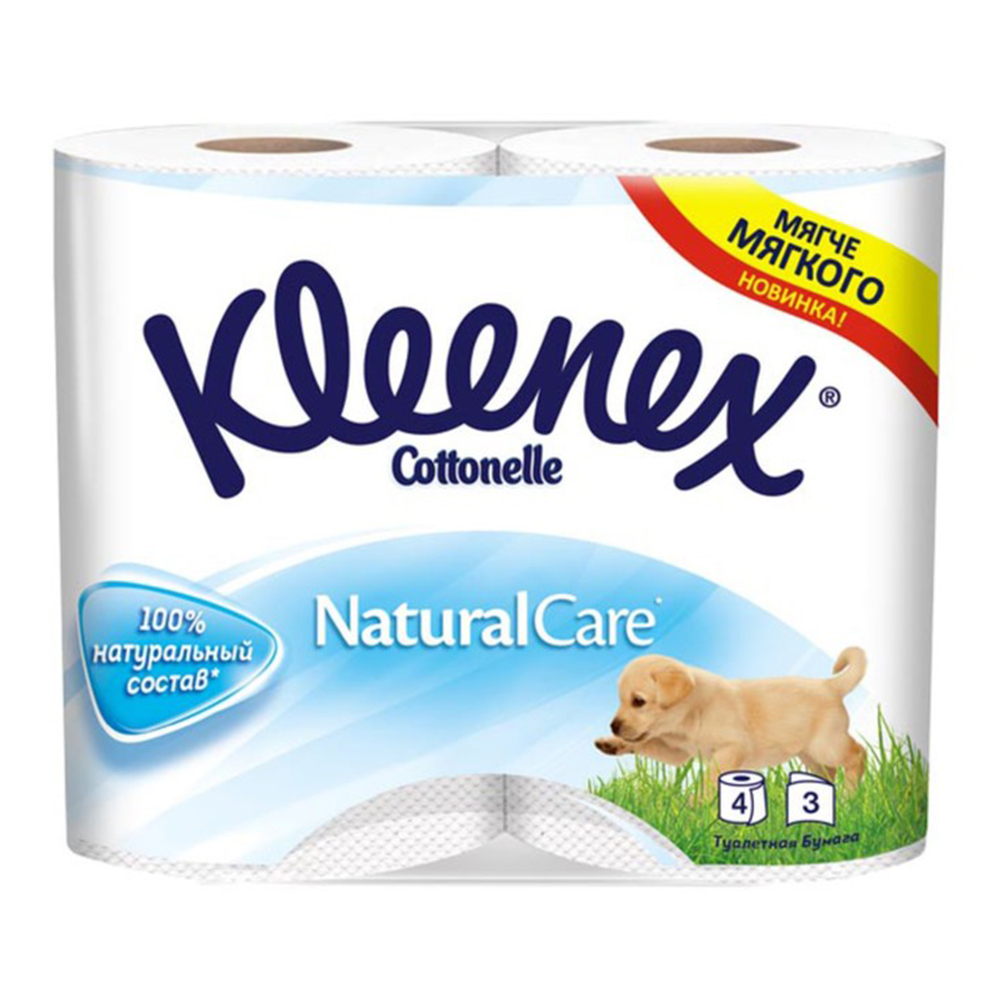 МЯГЧЕ
МЯГКОГО
НОВИНКА!
Kleenex®
Cottonelle
NaturalCare
100%
натуральный
состав*
4 3
Туалетная Бумага